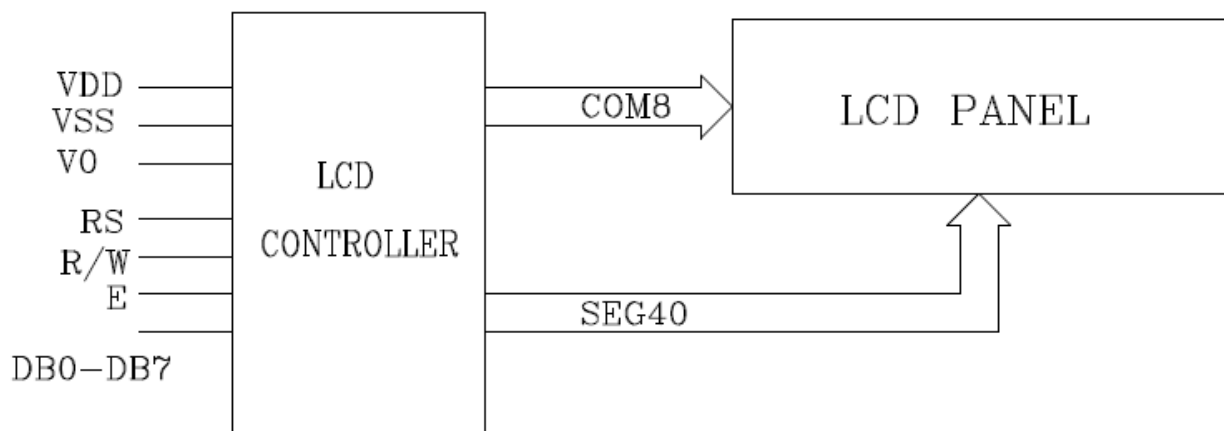 VDD
VSS
V0
RS
R/W
E
DB0-DB7
LCD
CONTROLLER
COM8
SEG40
LCD PANEL